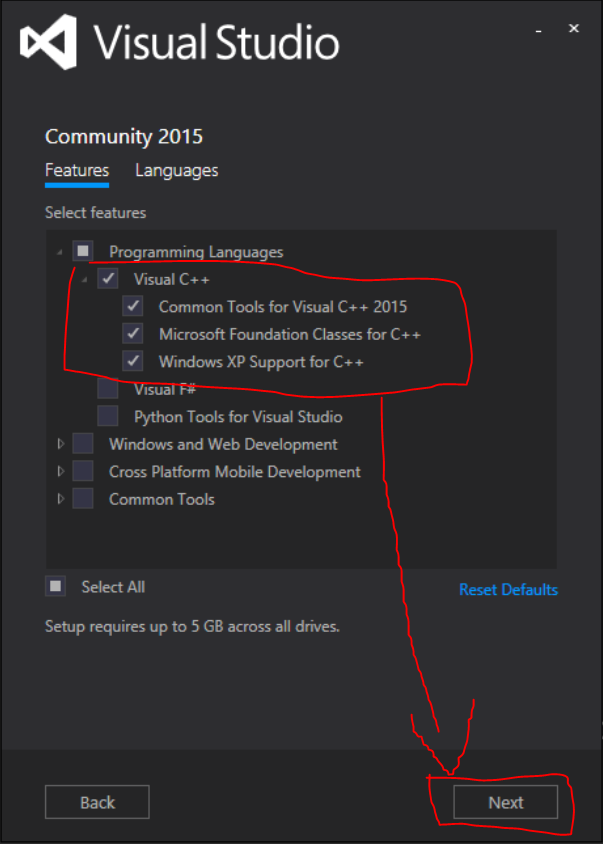 Visual Studio
Community 2015
Features Languages
Select features
Programming Languages
Visual C++
Common Tools for Visual C++ 2015
Microsoft Foundation Classes for C++
Windows XP Support for C++
Visual F#
Python Tools for Visual Studio
Windows and Web Development
Cross Platform Mobile Development
Common Tools
Select All Reset Defaults
Setup requires up to 5 GB across all drives.
Back Next